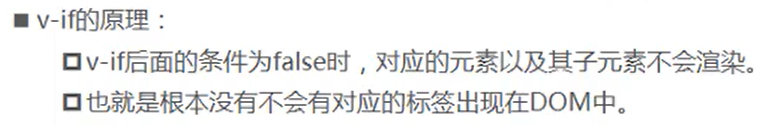 v-if的原理：
v-if后面的条件为false时，对应的元素以及其子元素不会渲染。
也就是根本没有不会有对应的标签出现在DOM中。